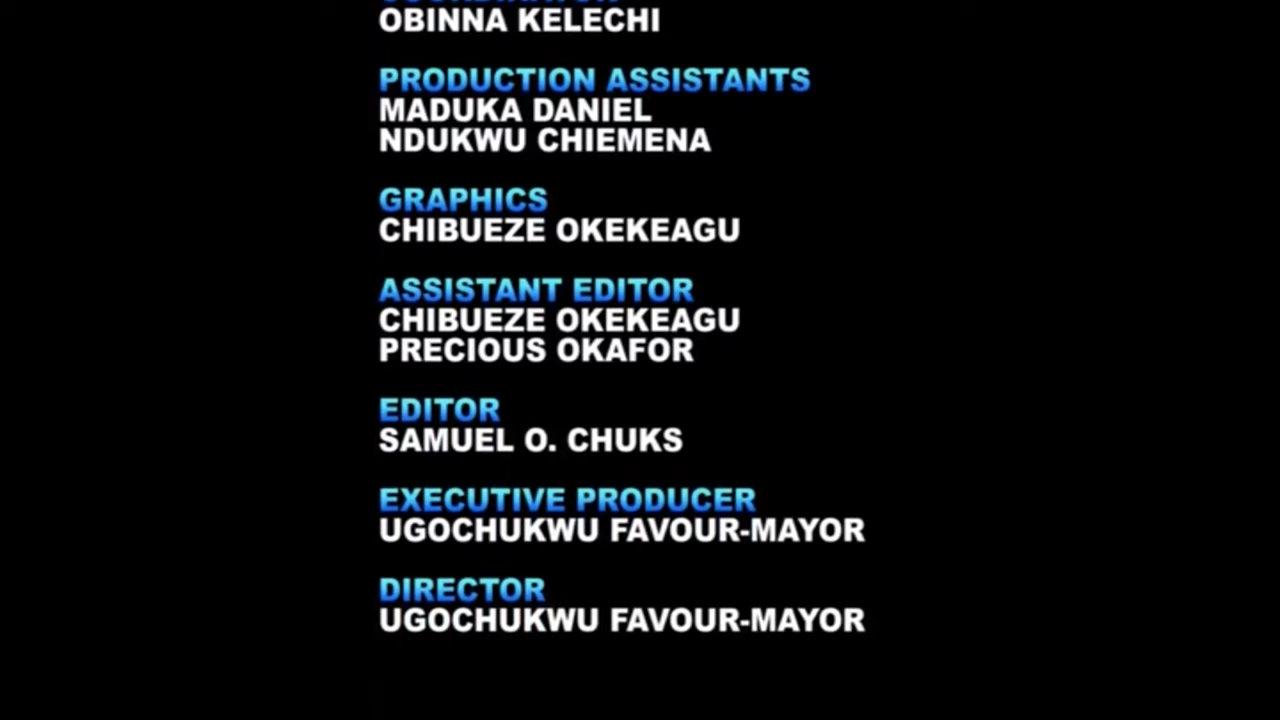 OBINNA KELECHI
PRODUCTION ASSISTANTS
MADUKA DANIEL
NDUKWU CHIEMENA
GRAPHICS
CHIBUEZE OKEKEAGU
ASSISTANT EDITOR
CHIBUEZE OKEKEAGU
PRECIOUS OKAFOR
EDITOR
SAMUEL O. CHUKS
EXECUTIVE PRODUCER
UGOCHUKWU FAVOUR-MAYOR
DIRECTOR
UGOCHUKWU FAVOUR-MAYOR